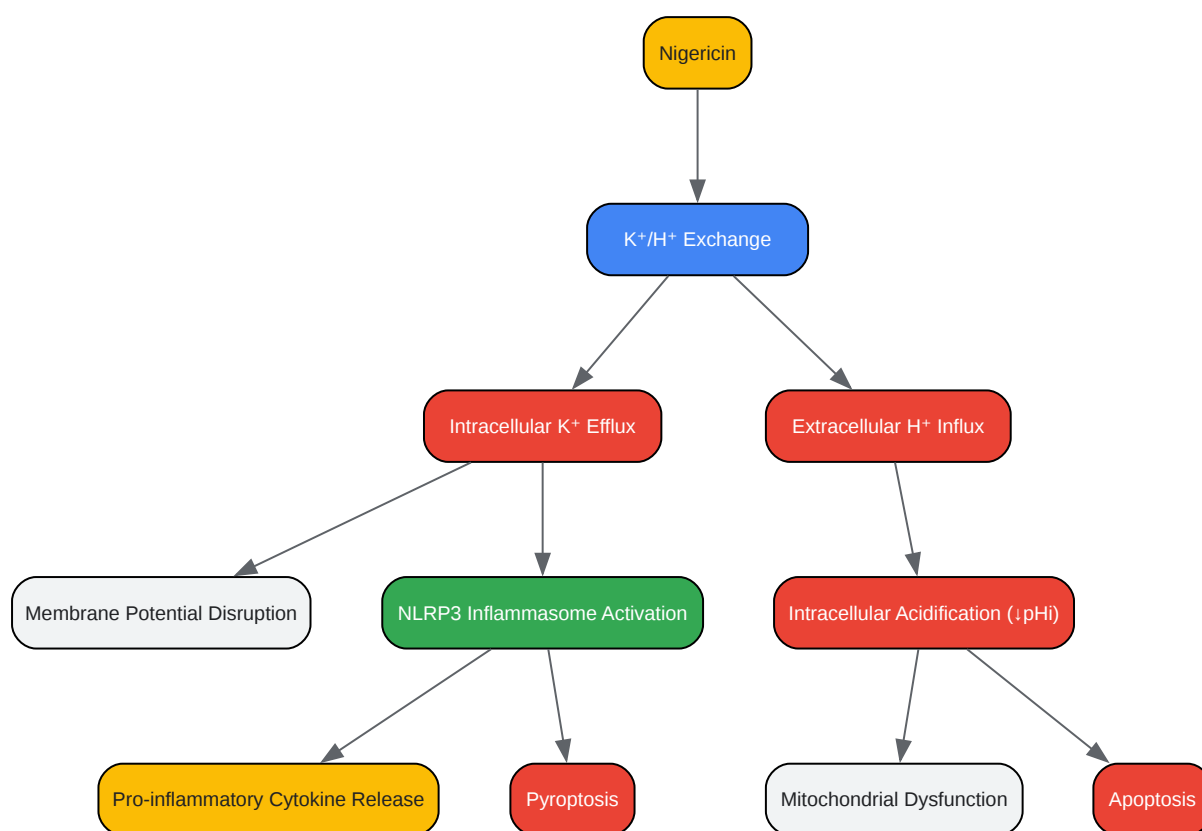 Nigericin
K⁺/H⁺ Exchange
Intracellular K⁺ Efflux
Extracellular H⁺ Influx
Membrane Potential Disruption
NLRP3 Inflammasome Activation
Intracellular Acidification (↓pHi)
Pro-inflammatory Cytokine Release
Pyroptosis
Mitochondrial Dysfunction
Apoptosis